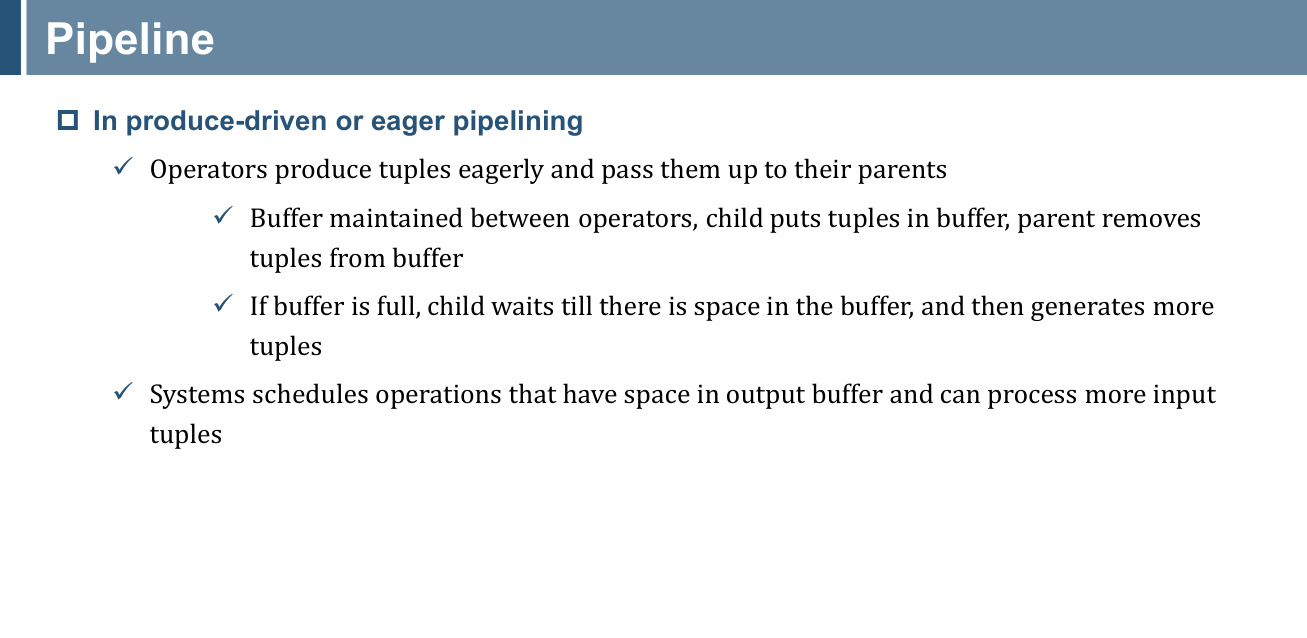 Pipeline
In produce-driven or eager pipelining
Operators produce tuples eagerly and pass them up to their parents
Buffer maintained between operators, child puts tuples in buffer, parent removes
tuples from buffer
If buffer is full, child waits till there is space in the buffer, and then generates more
tuples
Systems schedules operations that have space in output buffer and can process more input
tuples